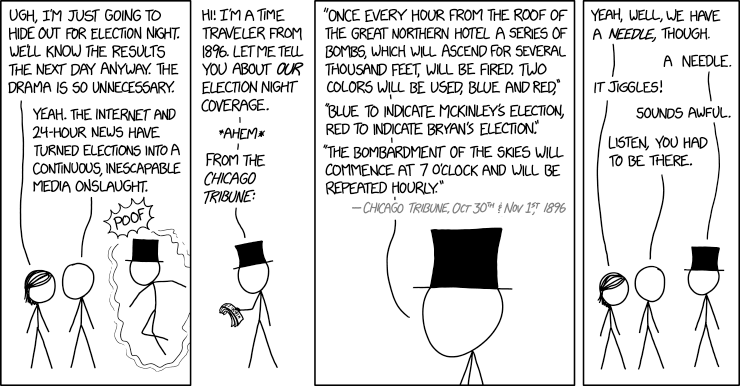 UGH, I'M JUST GOING TO
HIDE OUT FOR ELECTION NIGHT.
WE'LL KNOW THE RESULTS
THE NEXT DAY ANYWAY. THE
DRAMA IS SO UNNECESSARY.
YEAH. THE INTERNET AND
24-HOUR NEWS HAVE
TURNED ELECTIONS INTO A
CONTINUOUS, INESCAPABLE
MEDIA ONSLAUGHT.
POOF
HI! I'M A TIME
TRAVELER FROM
1896. LET ME TELL
YOU ABOUT OUR
ELECTION NIGHT
COVERAGE.
*AHEM*
FROM THE
CHICAGO
TRIBUNE:
"ONCE EVERY HOUR FROM THE ROOF OF
THE GREAT NORTHERN HOTEL A SERIES OF
BOMBS, WHICH WILL ASCEND FOR SEVERAL
THOUSAND FEET, WILL BE FIRED. TWO
COLORS WILL BE USED, BLUE AND RED,"
"BLUE TO INDICATE MCKINLEY'S ELECTION,
RED TO INDICATE BRYAN'S ELECTION."
"THE BOMBARDMENT OF THE SKIES WILL
COMMENCE AT 7 O'CLOCK AND WILL BE
REPEATED HOURLY."
— CHICAGO TRIBUNE, OCT 30TH & NOV 1ST, 1896
YEAH, WELL, WE HAVE
A NEEDLE, THOUGH.
A NEEDLE.
IT JIGGLES!
SOUNDS AWFUL.
LISTEN, YOU HAD
TO BE THERE.